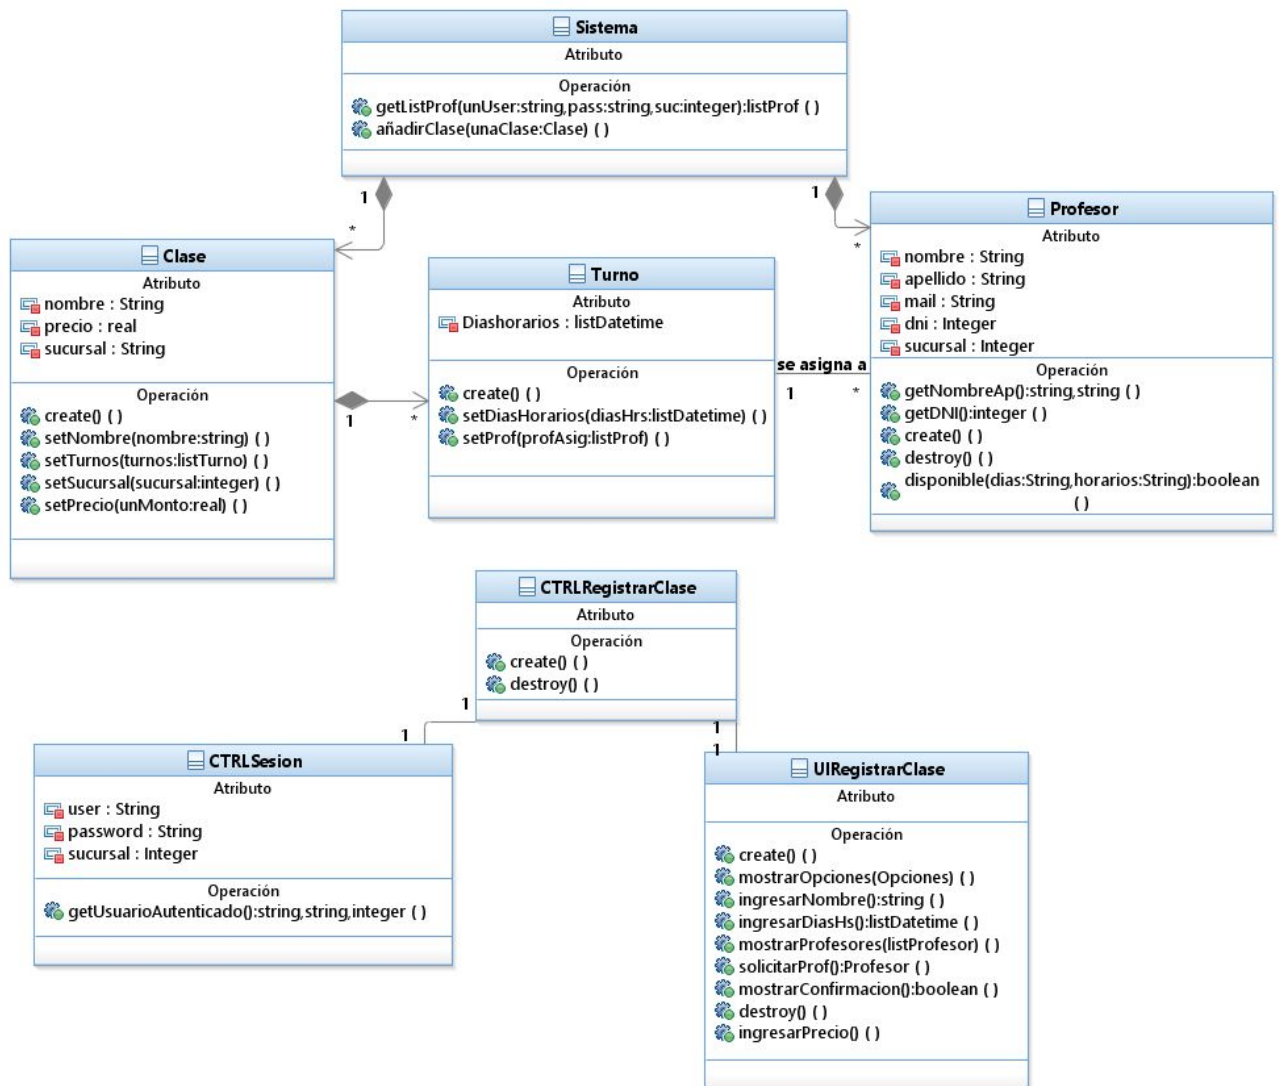 Sistema
Atributo
Operación
getListProf(unUser:string,pass:string,suc:integer):listProf ( )
añadirClase(unaClase:Clase) ( )
1
*
1
*
Clase
Atributo
nombre : String
precio : real
sucursal : String
Operación
create() ( )
setNombre(nombre:string) ( )
setTurnos(turnos:listTurno) ( )
setSucursal(sucursal:integer) ( )
setPrecio(unMonto:real) ( )
1
*
Turno
Atributo
Diashorarios : listDatetime
Operación
create() ( )
setDiasHorarios(diasHrs:listDatetime) ( )
setProf(profAsig:listProf) ( )
se asigna a
1
*
Profesor
Atributo
nombre : String
apellido : String
mail : String
dni : Integer
sucursal : Integer
Operación
getNombreAp():string,string ( )
getDNI():integer ( )
create() ( )
destroy() ( )
disponible(dias:String,horarios:String):boolean
( )
CTRLRegistrarClase
Atributo
Operación
create() ( )
destroy() ( )
1
1
1
1
CTRLSesion
Atributo
user : String
password : String
sucursal : Integer
Operación
getUsuarioAutenticado():string,string,integer ( )
UIRegistrarClase
Atributo
Operación
create() ( )
mostrarOpciones(Opciones) ( )
ingresarNombre():string ( )
ingresarDiasHs():listDatetime ( )
mostrarProfesores(listProfesor) ( )
solicitarProf():Profesor ( )
mostrarConfirmacion():boolean ( )
destroy() ( )
ingresarPrecio() ( )